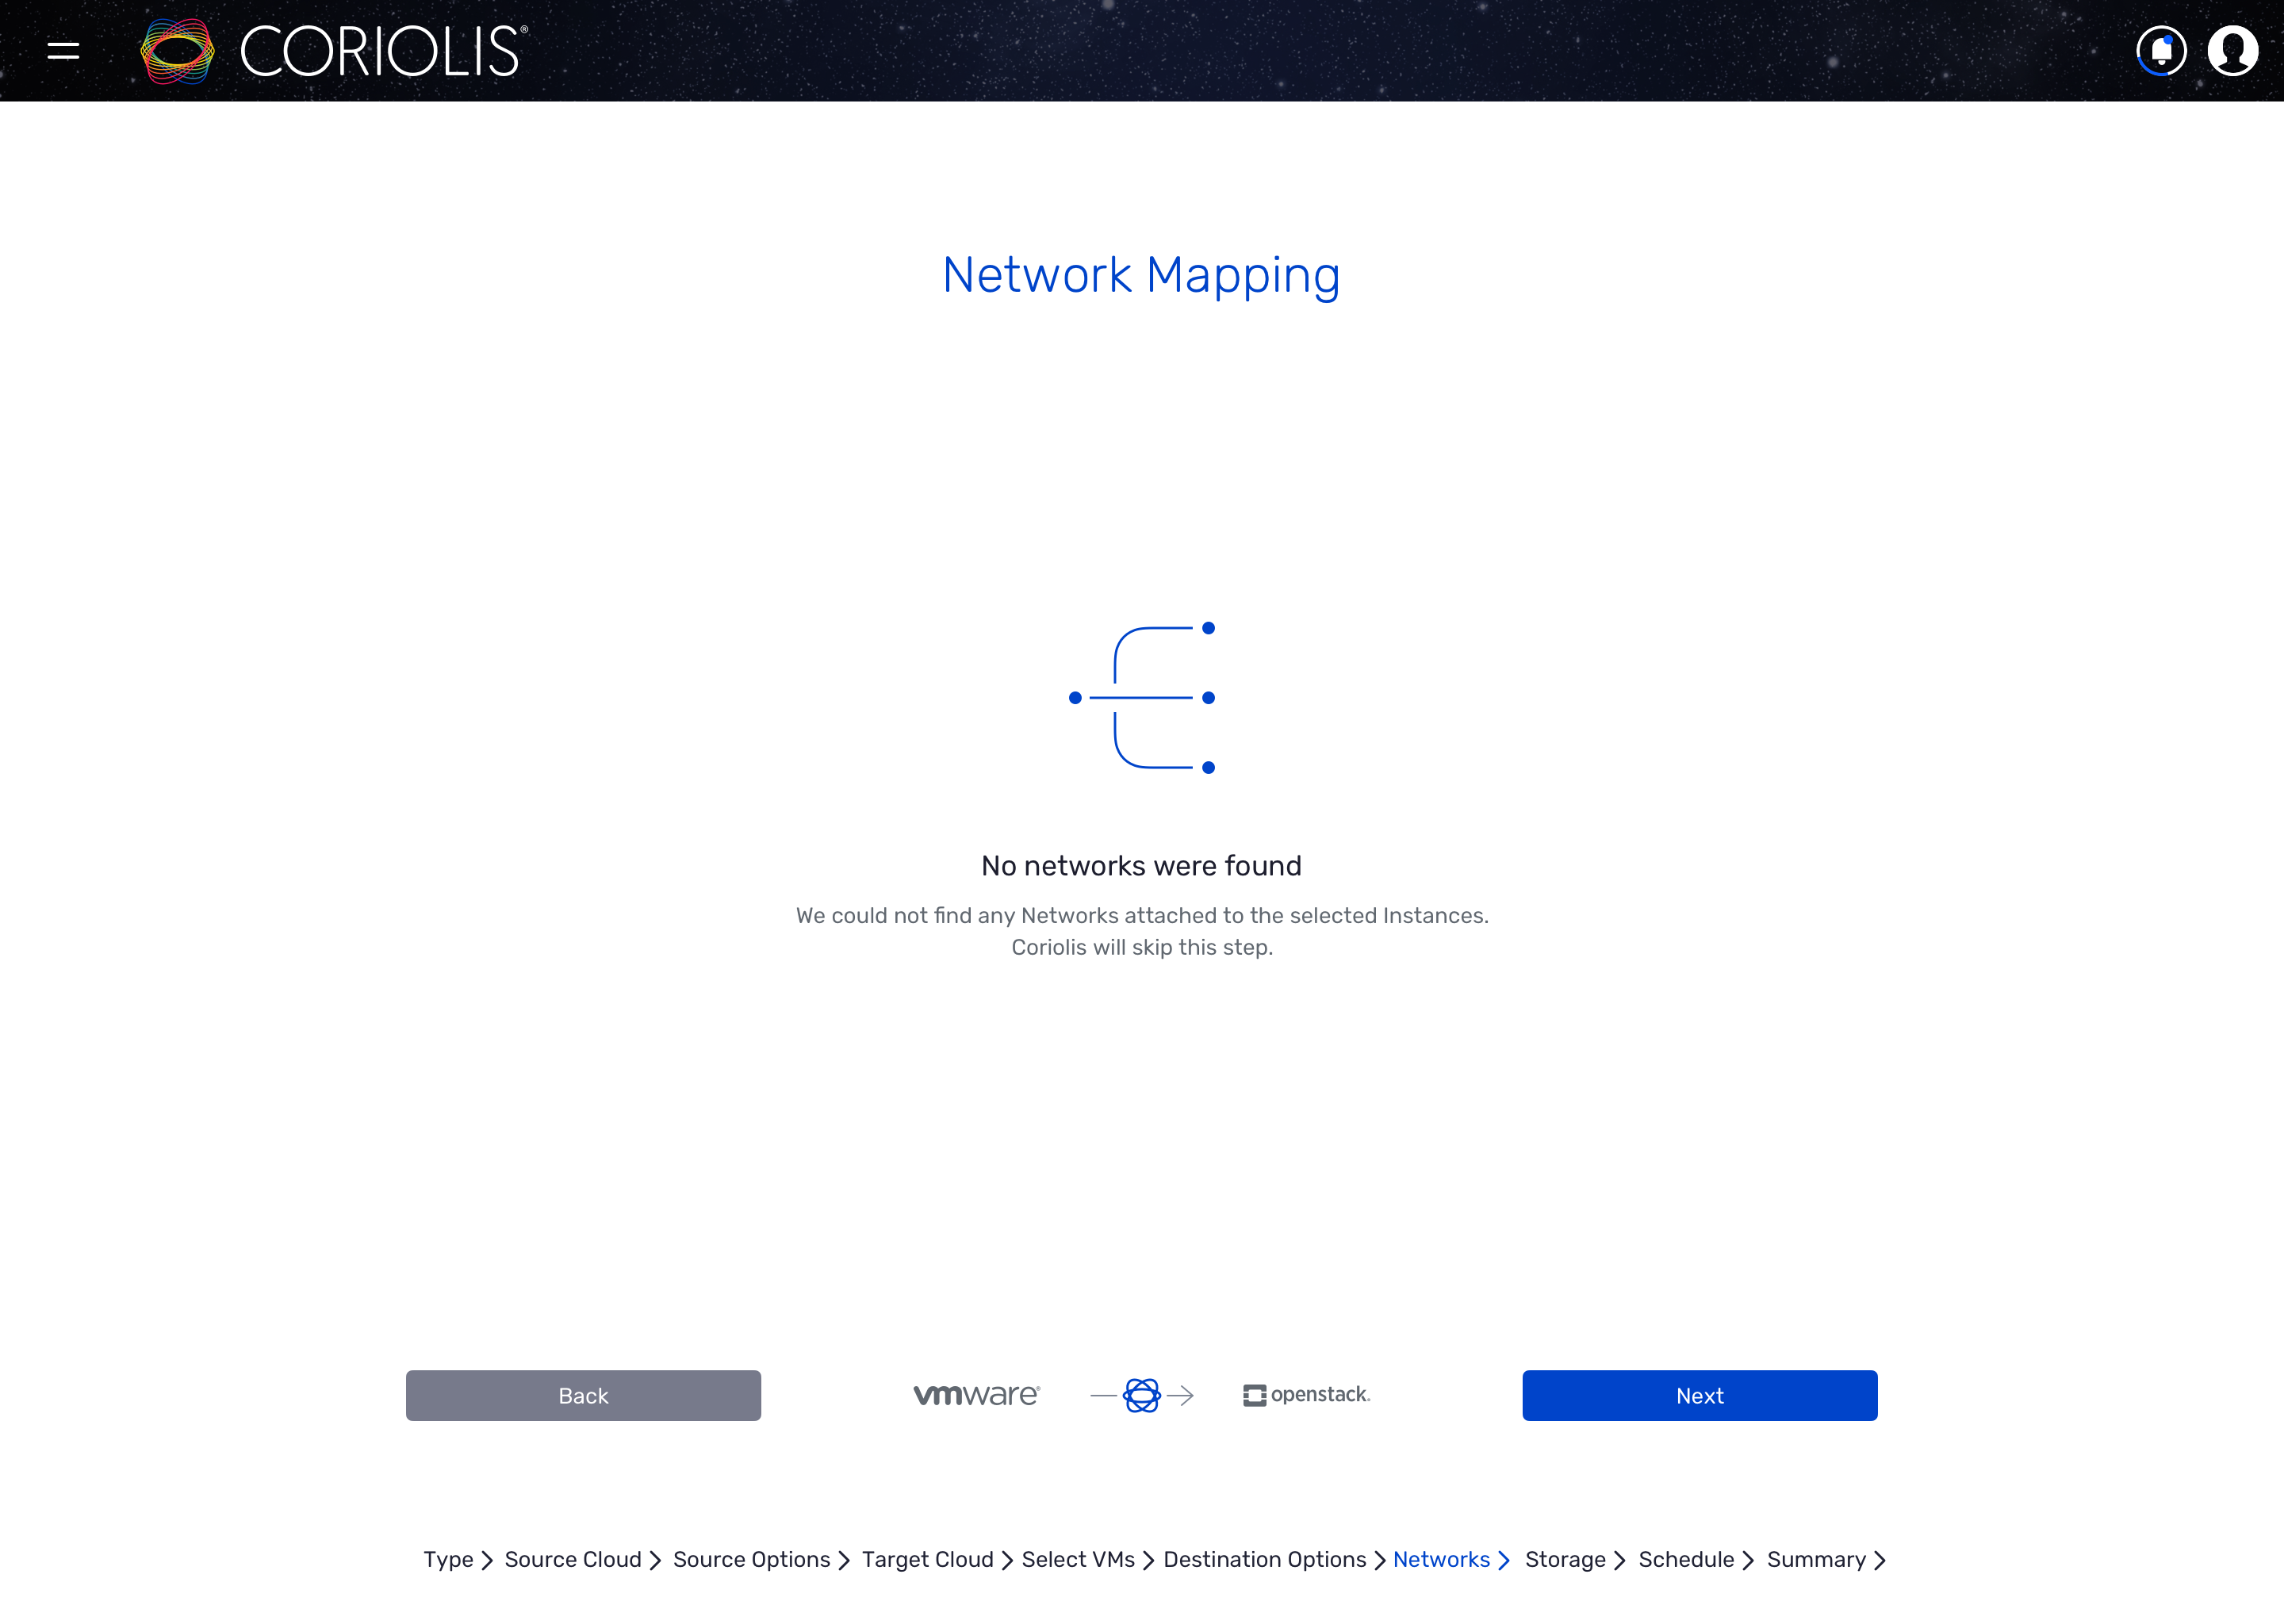 CORIOLIS®
Network Mapping
No networks were found
We could not find any Networks attached to the selected Instances.
Coriolis will skip this step.
Back
vmware®
openstack.
Next
Type Source Cloud Source Options Target Cloud Select VMs Destination Options Networks Storage Schedule Summary